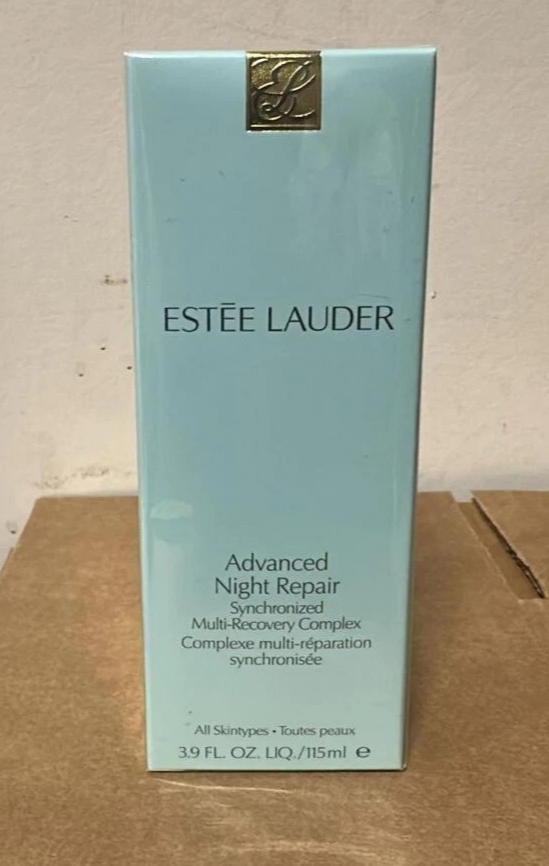 ESTĒE LAUDER
Advanced
Night Repair
Synchronized
Multi-Recovery Complex
Complexe multi-réparation
synchronisée
All Skintypes • Toutes peaux
3.9 FL. OZ. LIQ./115ml ℮